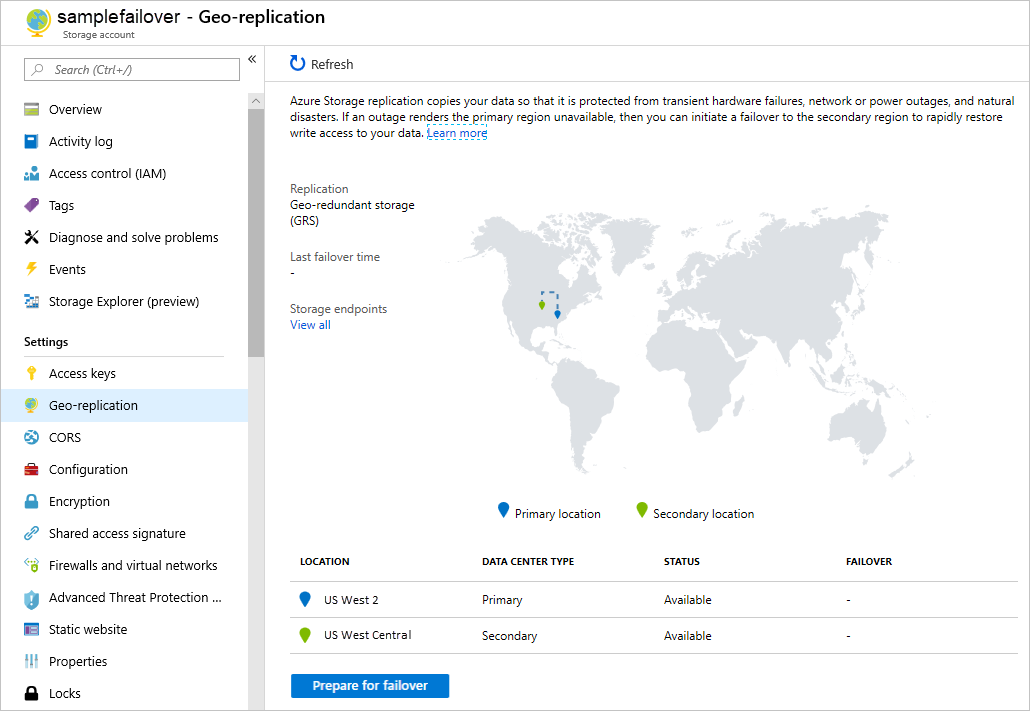 samplefailover - Geo-replication
Storage account
Search (Ctrl+/)
«
Overview
Activity log
Access control (IAM)
Tags
Diagnose and solve problems
Events
Storage Explorer (preview)
Settings
Access keys
Geo-replication
CORS
Configuration
Encryption
Shared access signature
Firewalls and virtual networks
Advanced Threat Protection ...
Static website
Properties
Locks
Refresh
Azure Storage replication copies your data so that it is protected from transient hardware failures, network or power outages, and natural
disasters. If an outage renders the primary region unavailable, then you can initiate a failover to the secondary region to rapidly restore
write access to your data. Learn more
Replication
Geo-redundant storage
(GRS)
Last failover time
-
Storage endpoints
View all
Primary location Secondary location
LOCATION DATA CENTER TYPE STATUS FAILOVER
US West 2 Primary Available -
US West Central Secondary Available -
Prepare for failover